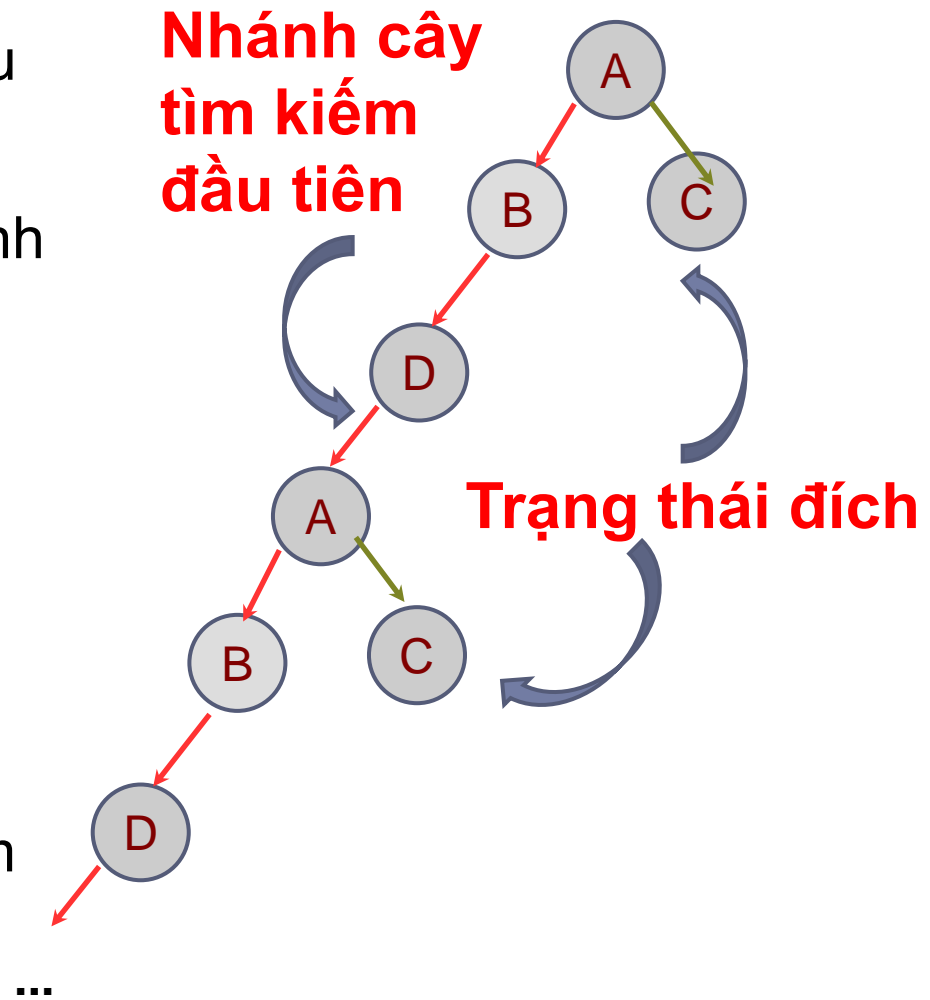 Nhánh cây
tìm kiếm
đầu tiên
A
B
C
D
A
Trạng thái đích
B
C
D
...